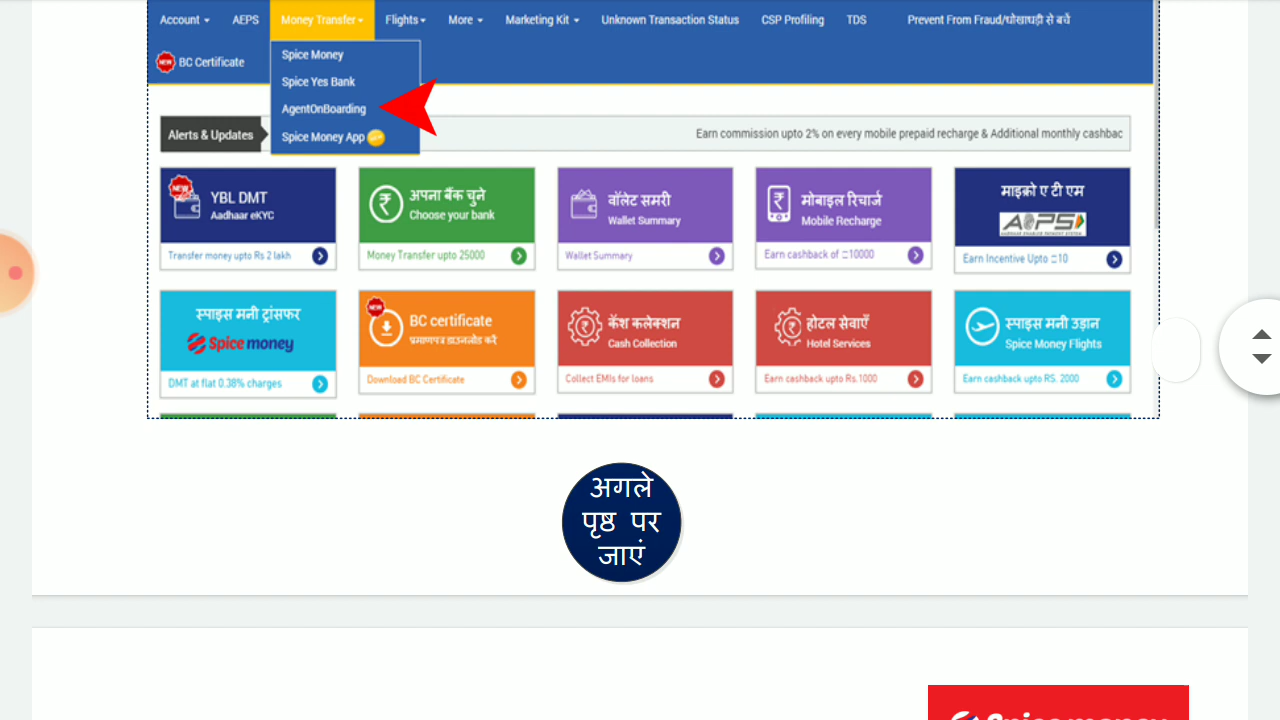 Account AEPS Money Transfer Flights More Marketing Kit Unknown Transaction Status CSP Profiling TDS Prevent From Fraud/धोखाधड़ी से बचें
NEW BC Certificate
Spice Money
Spice Yes Bank
AgentOnBoarding
Spice Money App
Alerts & Updates
Earn commission upto 2% on every mobile prepaid recharge & Additional monthly cashbac
NEW
YBL DMT
Aadhaar eKYC
Transfer money upto Rs 2 lakh
अपना बैंक चुने
Choose your bank
Money Transfer upto 25000
वॉलेट समरी
Wallet Summary
Wallet Summary
मोबाइल रिचार्ज
Mobile Recharge
Earn cashback of 10000
माइक्रो ए टी एम
AEPS
Earn Incentive Upto 10
स्पाइस मनी ट्रांसफर
Spice money
DMT at flat 0.38% charges
NEW
BC certificate
प्रमाणपत्र डाउनलोड करें
Download BC Certificate
कॅश कलेक्शन
Cash Collection
Collect EMIs for loans
होटल सेवाएँ
Hotel Services
Earn cashback upto Rs.1000
स्पाइस मनी उड़ान
Spice Money Flights
Earn cashback upto RS. 2000
अगले
पृष्ठ पर
जाएं
Spice money